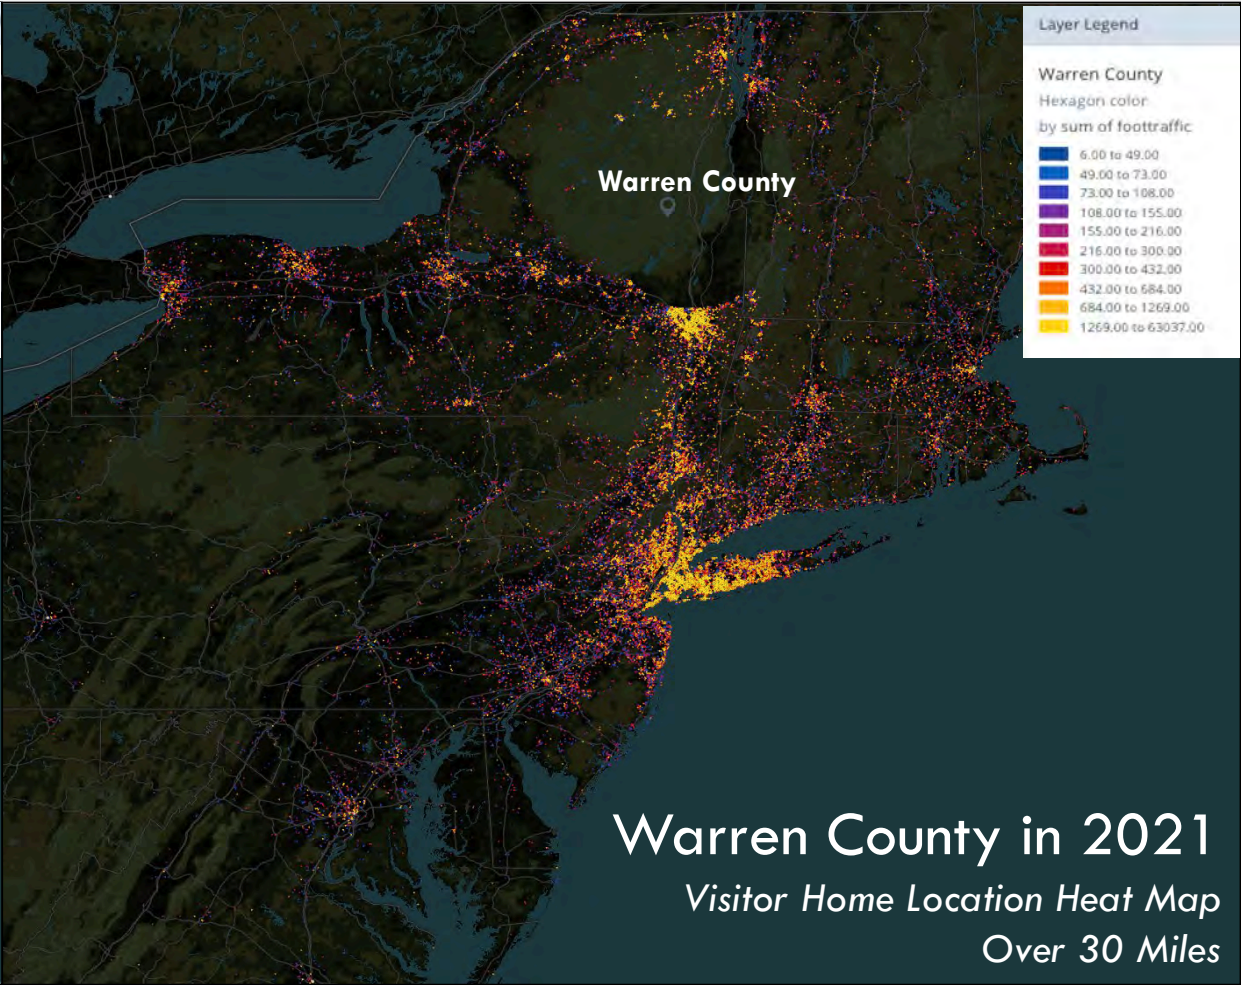 Layer Legend
Warren County
Hexagon color
by sum of foottraffic
6.00 to 49.00
49.00 to 73.00
73.00 to 108.00
108.00 to 155.00
155.00 to 216.00
216.00 to 300.00
300.00 to 432.00
432.00 to 684.00
684.00 to 1269.00
1269.00 to 63037.00
Warren County
Warren County in 2021
Visitor Home Location Heat Map
Over 30 Miles